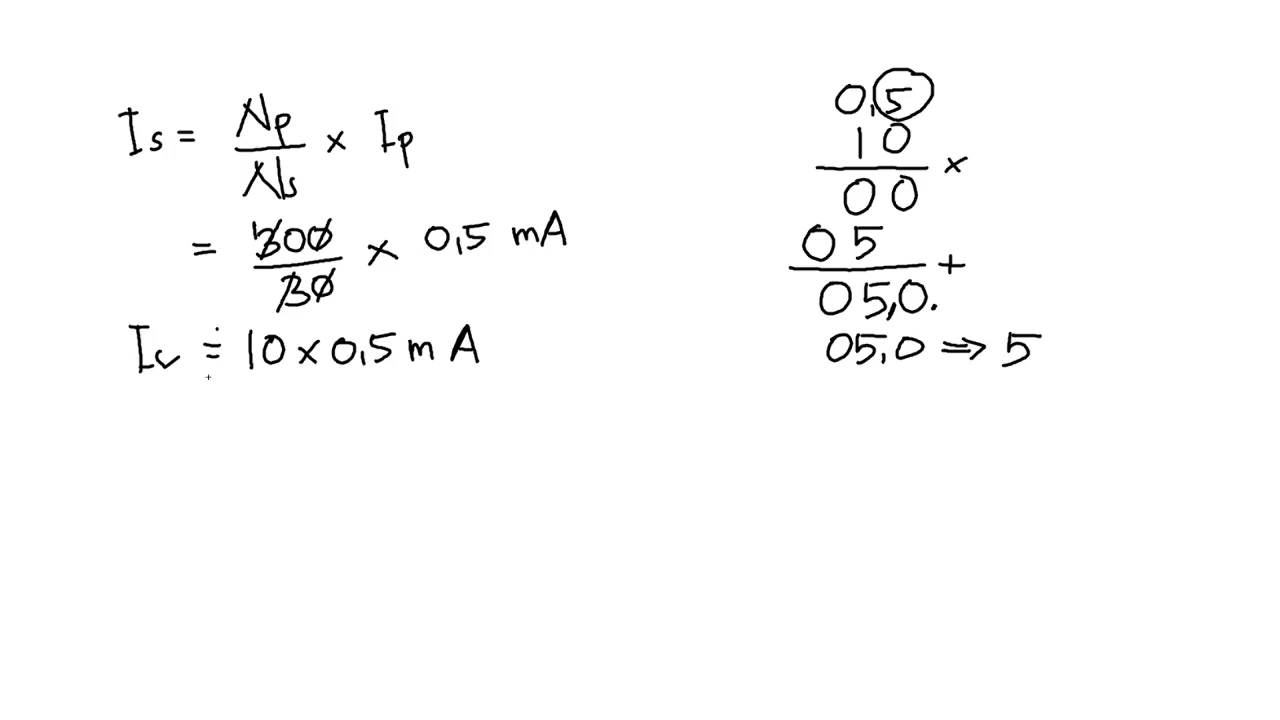 Is = Np/Ns × Ip
= 300/30 × 0,5 mA
Is = 10 × 0,5 mA
0,5
10 ×
00
05 +
05,0.
05,0 ⇒ 5